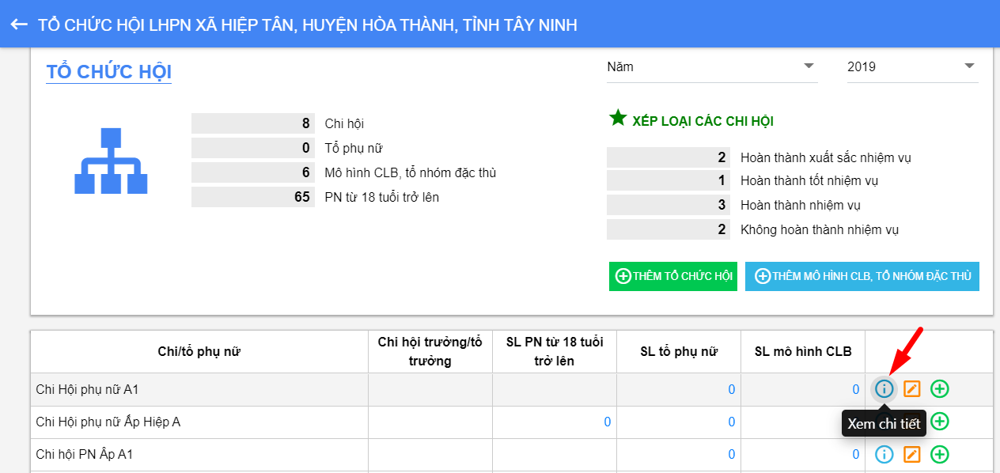 TỔ CHỨC HỘI LHPN XÃ HIỆP TÂN, HUYỆN HÒA THÀNH, TỈNH TÂY NINH
TỔ CHỨC HỘI
Năm
2019
8 Chi hội
0 Tổ phụ nữ
6 Mô hình CLB, tổ nhóm đặc thù
65 PN từ 18 tuổi trở lên
XẾP LOẠI CÁC CHI HỘI
2 Hoàn thành xuất sắc nhiệm vụ
1 Hoàn thành tốt nhiệm vụ
3 Hoàn thành nhiệm vụ
2 Không hoàn thành nhiệm vụ
THÊM TỔ CHỨC HỘI
THÊM MÔ HÌNH CLB, TỔ NHÓM ĐẶC THÙ
Chi/tổ phụ nữ
Chi hội trưởng/tổ
trưởng
SL PN từ 18 tuổi
trở lên
SL tổ phụ nữ
SL mô hình CLB
Chi Hội phụ nữ A1 0 0
Chi Hội phụ nữ Ấp Hiệp A 0 0
Xem chi tiết
Chi hội PN Ấp A1 0 0